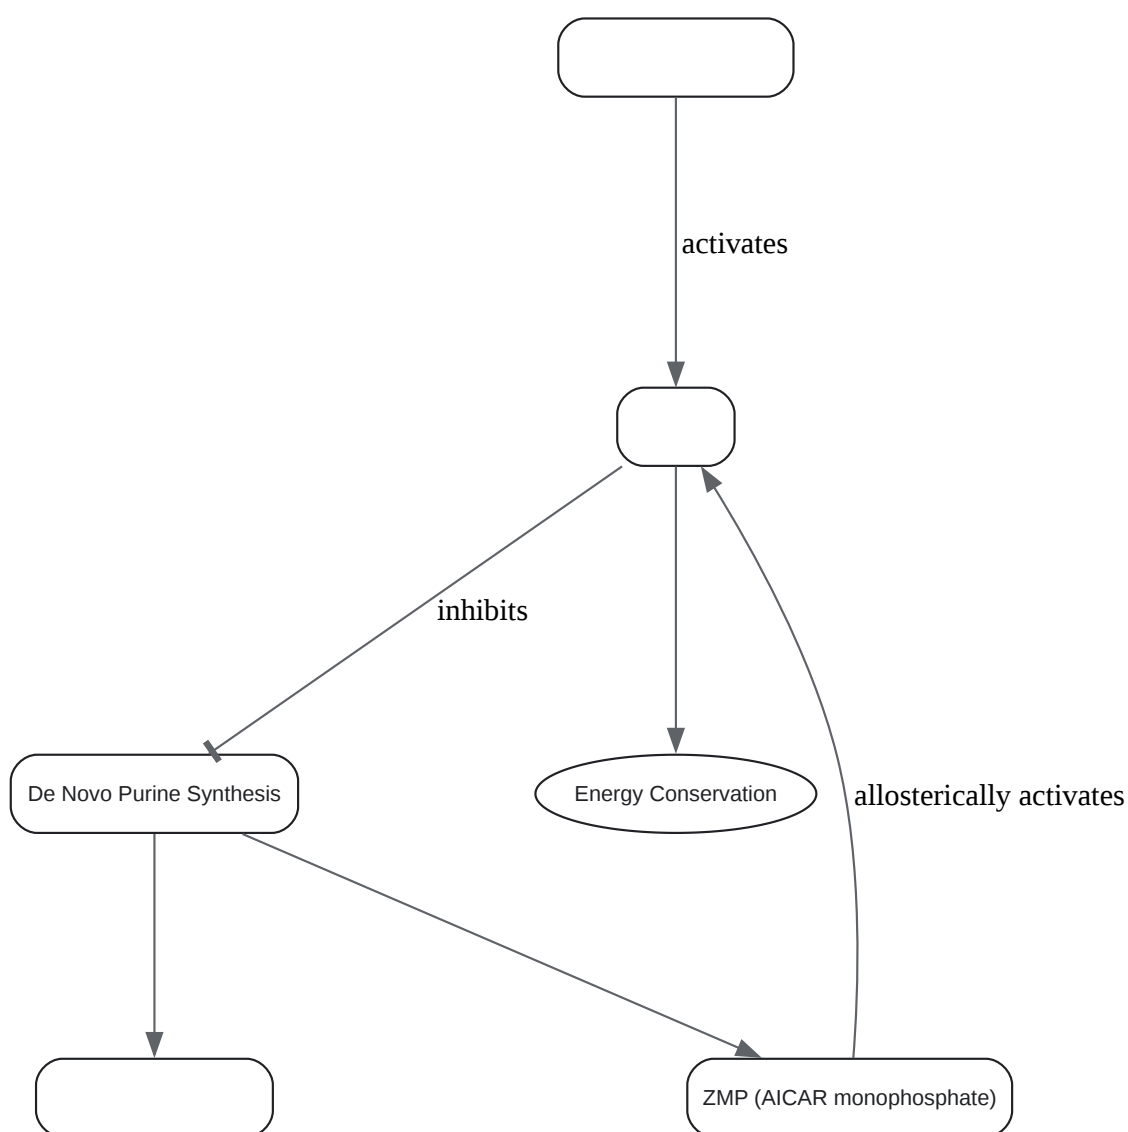 activates
inhibits
De Novo Purine Synthesis
Energy Conservation
allosterically activates
ZMP (AICAR monophosphate)